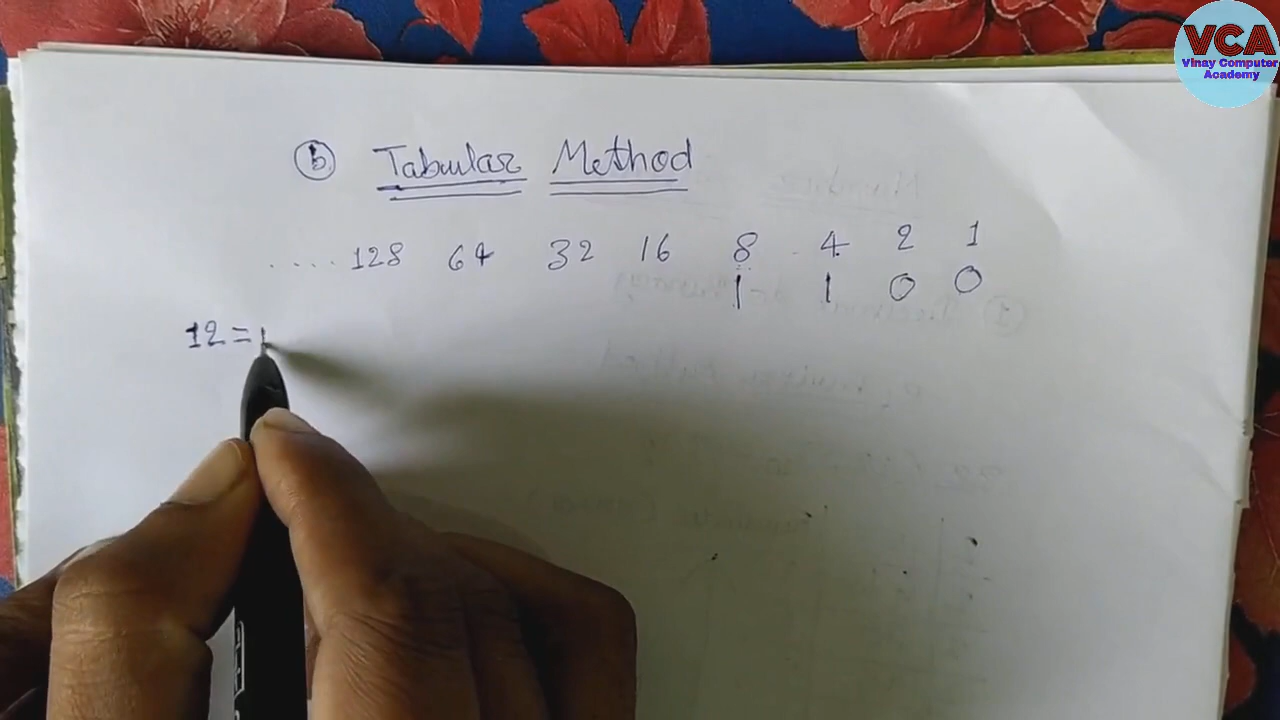 VCA
Vinay Computer
Academy
b Tabular Method
..... 128 64 32 16 8 4 2 1
1 1 0 0
12 = 1